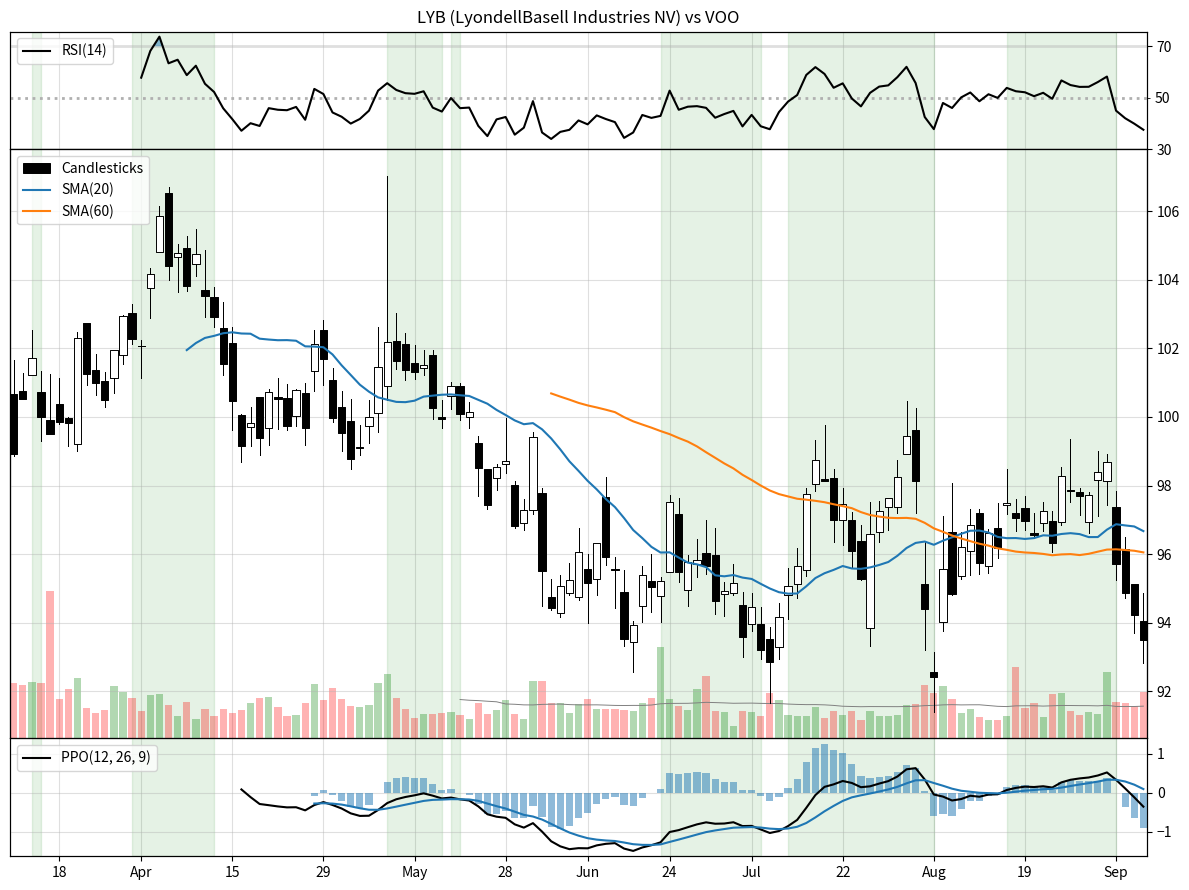 LYB (LyondellBasell Industries NV) vs VOO
RSI(14)
70
50
30
Candlesticks
SMA(20)
SMA(60)
106
104
102
100
98
96
94
92
PPO(12, 26, 9)
1
0
−1
18 Apr 15 29 May 28 Jun 24 Jul 22 Aug 19 Sep